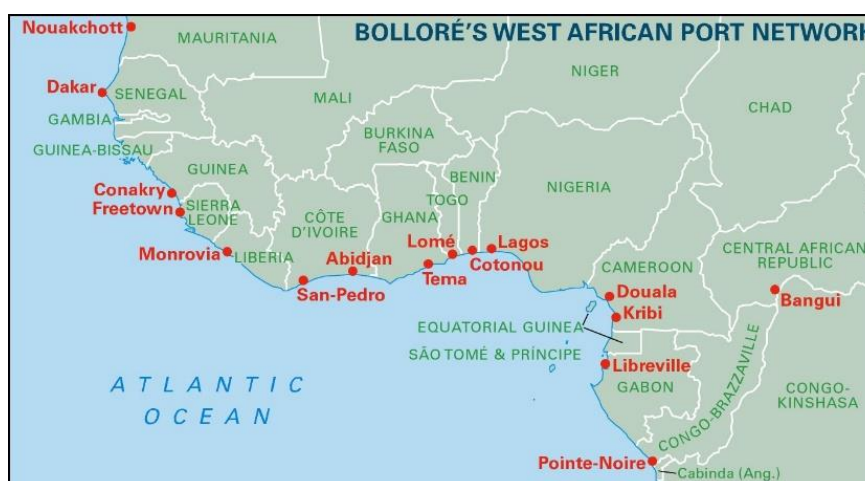 BOLLORÉ'S WEST AFRICAN PORT NETWORK
Nouakchott
MAURITANIA
NIGER
Dakar
SENEGAL
MALI
CHAD
GAMBIA
BURKINA
FASO
GUINEA-BISSAU
GUINEA
BENIN
NIGERIA
Conakry
TOGO
Freetown
SIERRA
LEONE
CÔTE
D'IVOIRE
GHANA
Monrovia
LIBERIA
Abidjan
Lomé
Lagos
Cotonou
Tema
San-Pedro
CENTRAL AFRICAN
REPUBLIC
CAMEROON
Douala
Bangui
Kribi
EQUATORIAL GUINEA
SÃO TOMÉ & PRÍNCIPE
Libreville
GABON
CONGO-BRAZZAVILLE
CONGO-
KINSHASA
ATLANTIC
OCEAN
Pointe-Noire
Cabinda (Ang.)